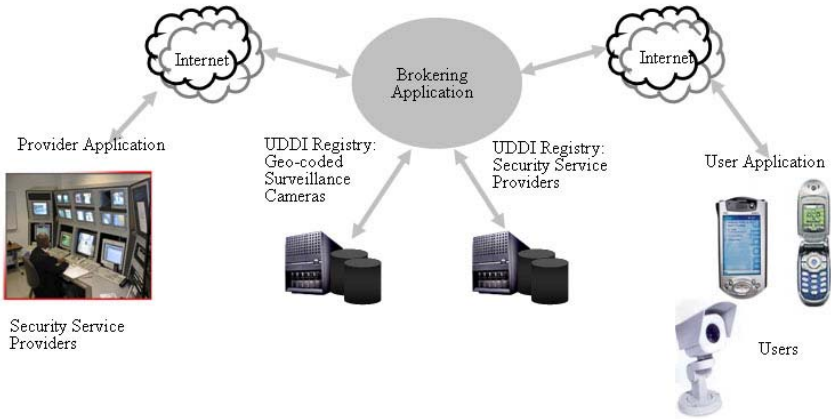 Internet
Brokering
Application
Internet
Provider Application
UDDI Registry:
Geo-coded
Surveillance
Cameras
UDDI Registry:
Security Service
Providers
User Application
Security Service
Providers
Users